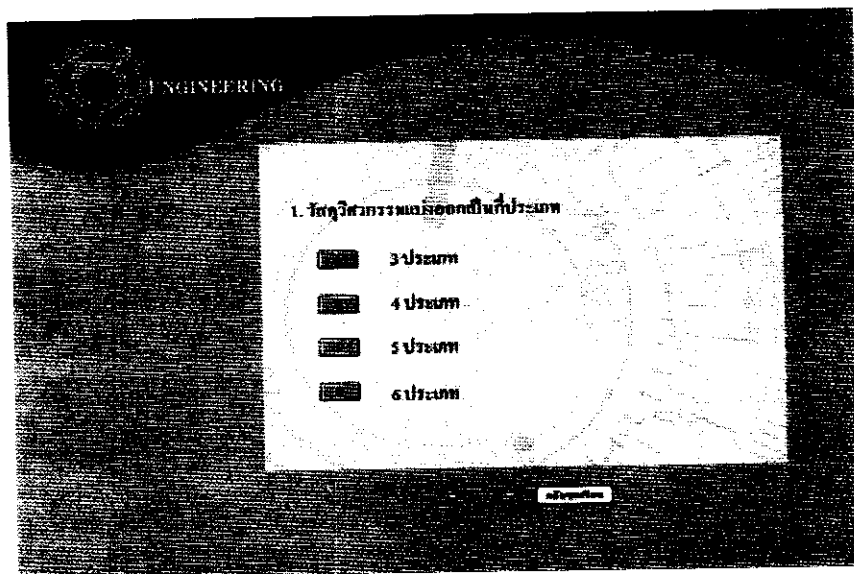 ENGINEERING
1. วัสดุวิศวกรรมแบ่งออกเป็นกี่ประเภท
3 ประเภท
4 ประเภท
5 ประเภท
6 ประเภท